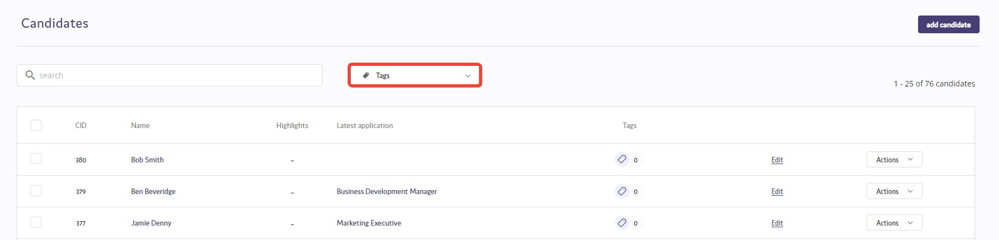 Candidates
add candidate
search
Tags
1 - 25 of 76 candidates
CID Name Highlights Latest application Tags
380 Bob Smith – 0 Edit Actions
379 Ben Beveridge – Business Development Manager 0 Edit Actions
377 Jamie Denny – Marketing Executive 0 Edit Actions